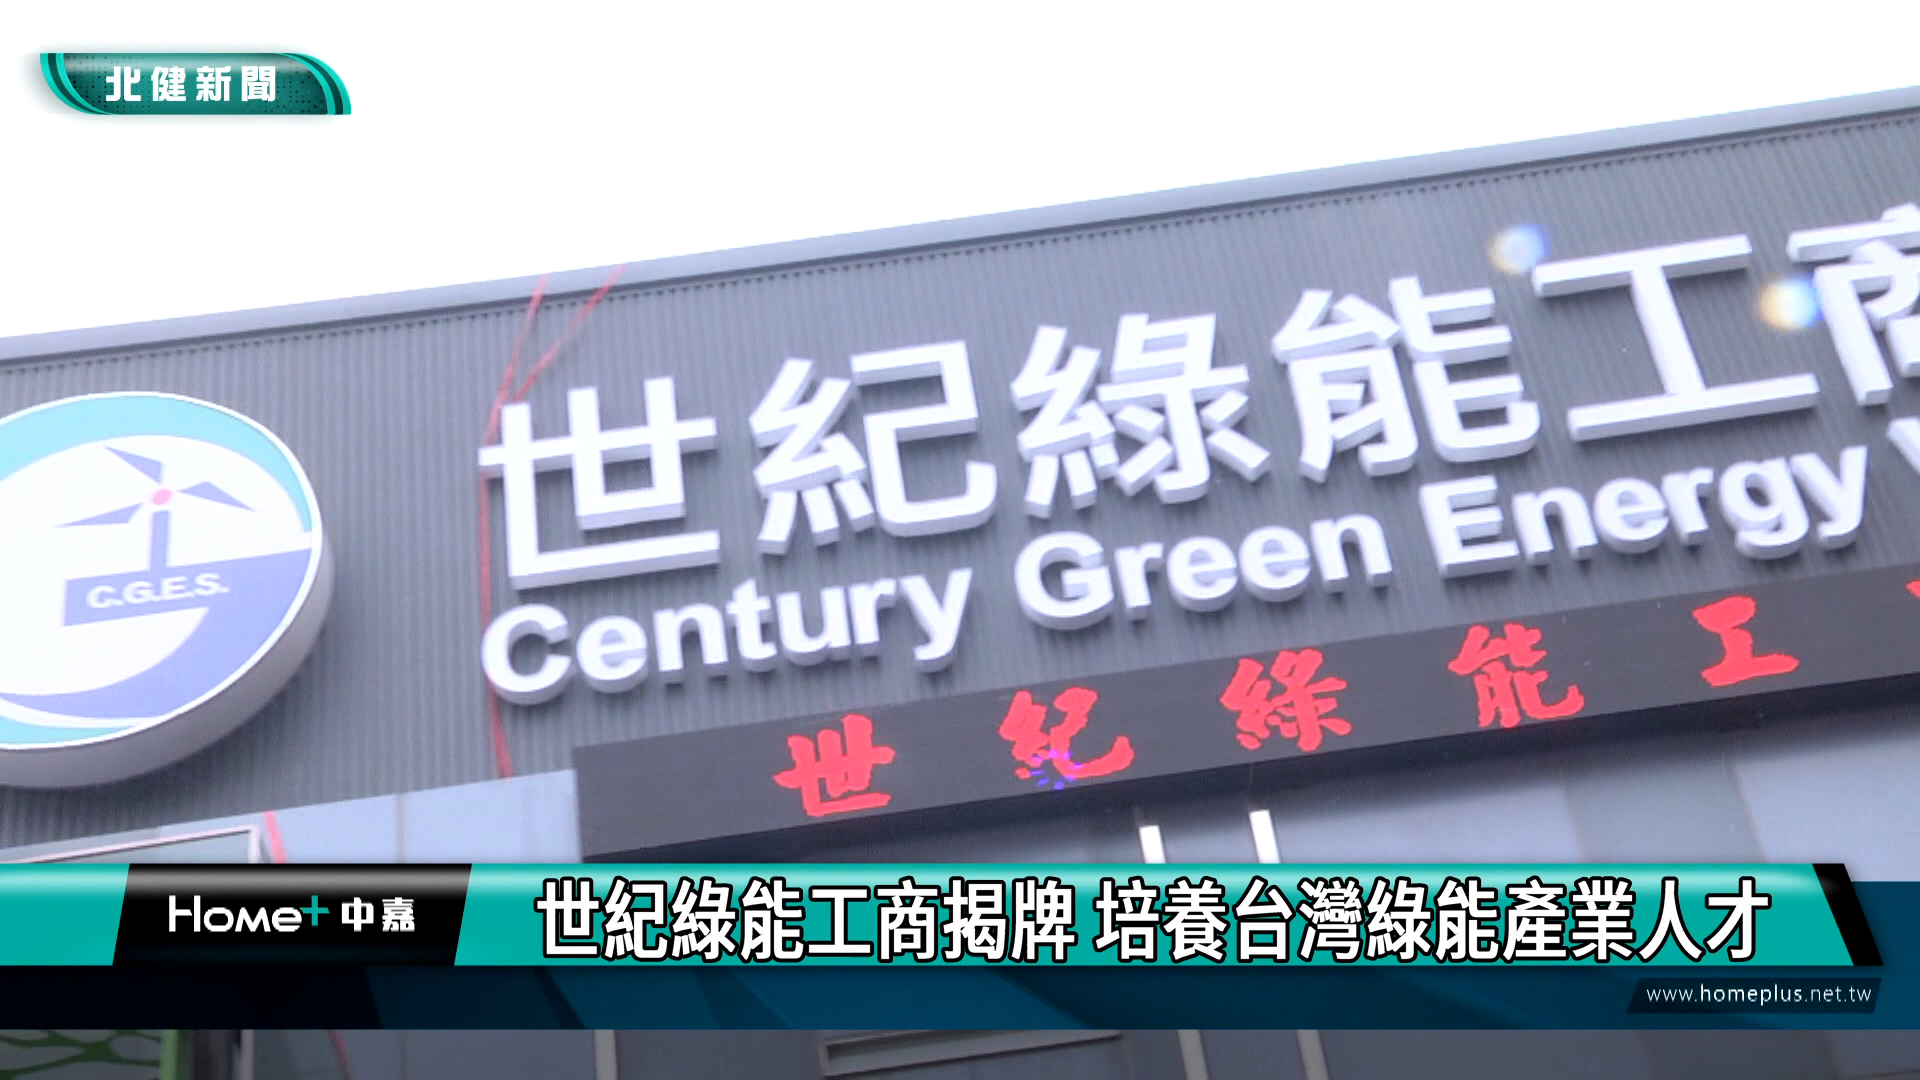 北健新聞
世紀綠能工商
Century Green Energy
C.G.E.S.
世紀綠能工
Home+中嘉
世紀綠能工商揭牌 培養台灣綠能產業人才
www.homeplus.net.tw